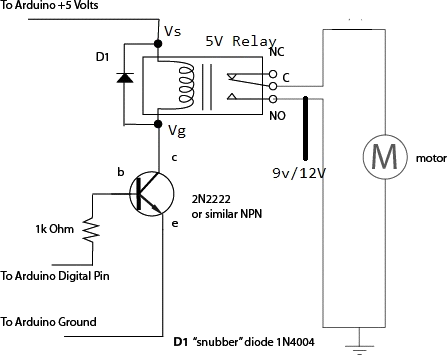 To Arduino +5 Volts
Vs
5V Relay
NC
D1
C
NO
Vg
9v/12V
M
motor
c
b
2N2222
or similar NPN
e
1k Ohm
To Arduino Digital Pin
To Arduino Ground
D1 "snubber" diode 1N4004